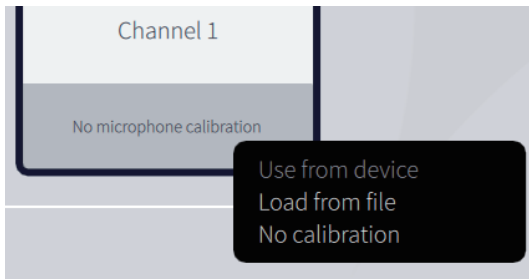 Channel 1
No microphone calibration
Use from device
Load from file
No calibration